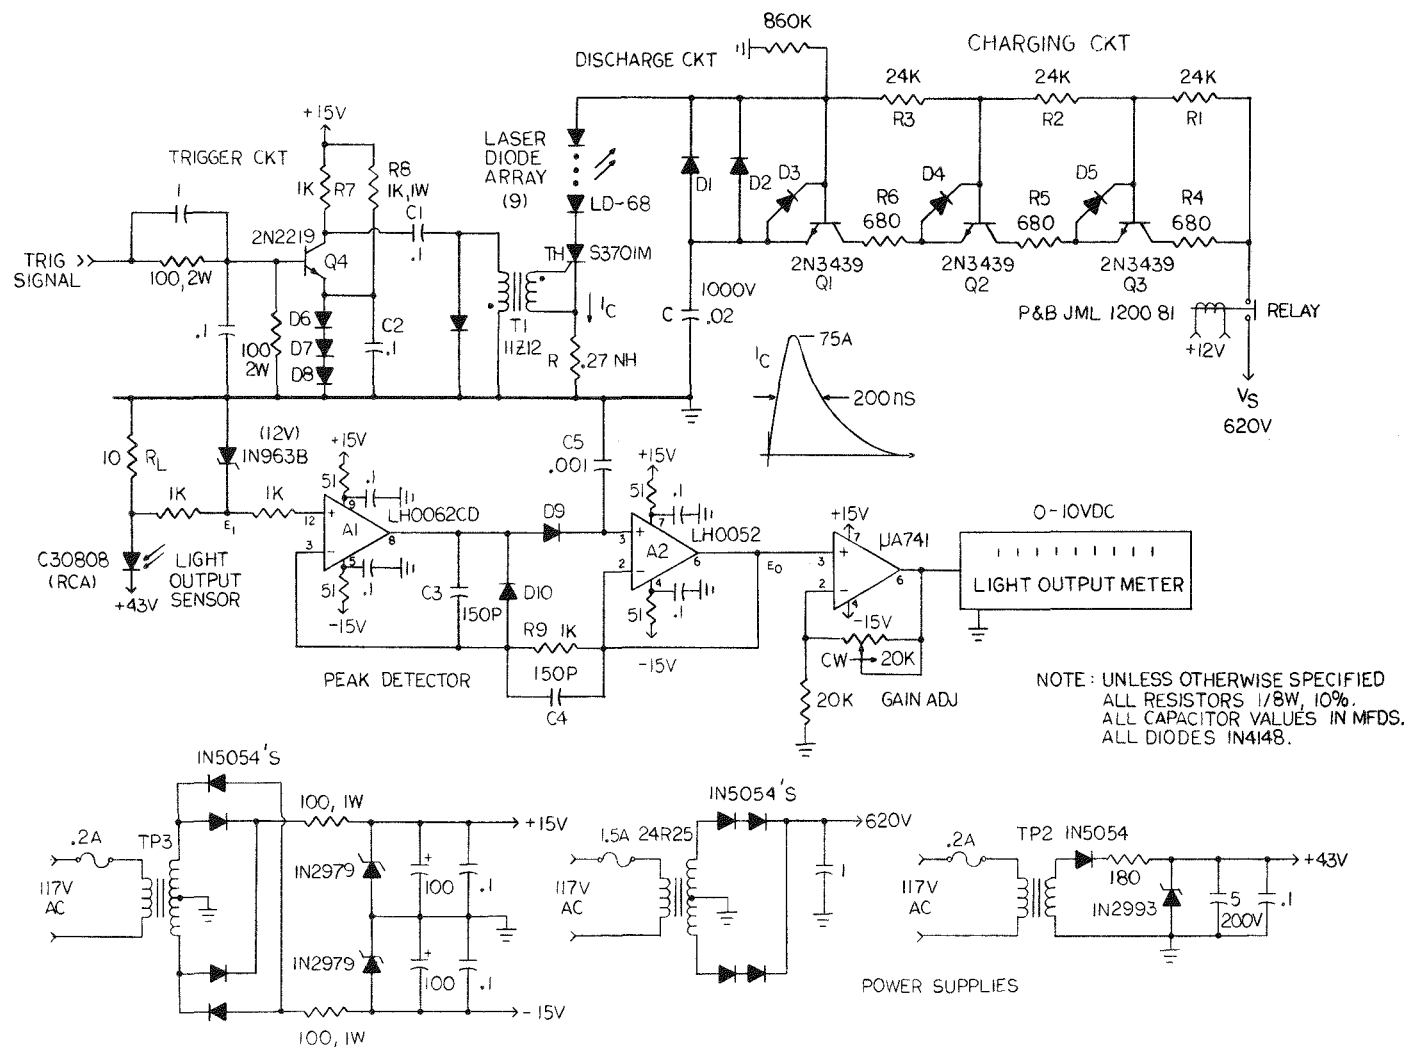 860K
DISCHARGE CKT
CHARGING CKT
24K
24K
24K
R3
R2
R1
+15V
TRIGGER CKT
LASER
DIODE
ARRAY
(9)
1K
R7
R8
1K, 1W
C1
.1
1
2N2219
Q4
TRIG
SIGNAL
100, 2W
LD-68
TH
S3701M
D1
D2
D3
D4
D5
R6
680
R5
680
R4
680
2N3439
Q1
2N3439
Q2
2N3439
Q3
1000V
C
.02
P&B JML 1200 81
RELAY
+12V
VS
620V
.1
100
2W
D6
D7
D8
C2
.1
T1
11Z12
IC
R
.27 NH
IC
75A
200 nS
10
RL
(12V)
1N963B
+15V
51
.1
1K
1K
E1
12
3
9
A1
5
8
LH0062CD
51
.1
-15V
C30808
(RCA)
+43V
LIGHT
OUTPUT
SENSOR
C5
.001
D9
C3
150P
D10
R9
1K
150P
C4
PEAK DETECTOR
+15V
51
.1
3
2
7
A2
4
6
LH0052
51
.1
-15V
EO
+15V
7
3
2
µA741
6
4
-15V
CW
20K
20K
GAIN ADJ
0-10VDC
LIGHT OUTPUT METER
NOTE: UNLESS OTHERWISE SPECIFIED
ALL RESISTORS 1/8W, 10%.
ALL CAPACITOR VALUES IN MFDS.
ALL DIODES 1N4148.
1N5054'S
.2A
TP3
117V
AC
100, 1W
+15V
1N2979
+
100
.1
1N2979
+
100
.1
-15V
100, 1W
1N5054'S
1.5A
24R25
117V
AC
620V
1
.2A
TP2
1N5054
117V
AC
180
1N2993
5
200V
.1
+43V
POWER SUPPLIES